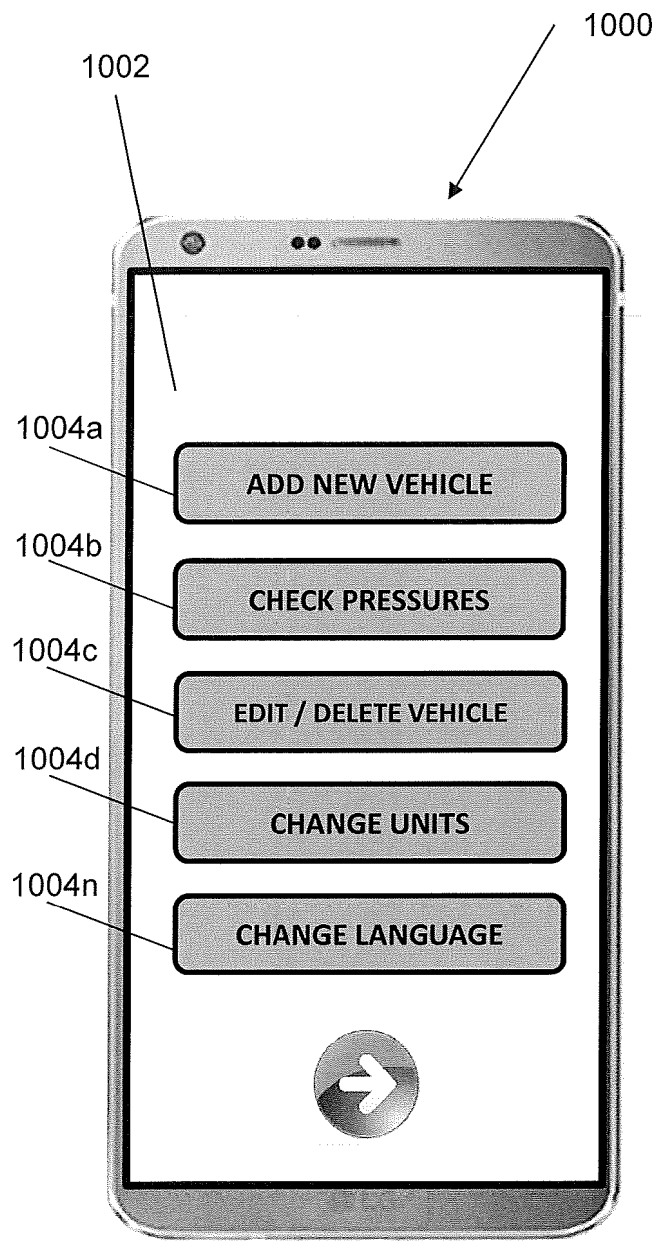 1000
1002
1004a
ADD NEW VEHICLE
1004b
CHECK PRESSURES
1004c
EDIT / DELETE VEHICLE
1004d
CHANGE UNITS
1004n
CHANGE LANGUAGE